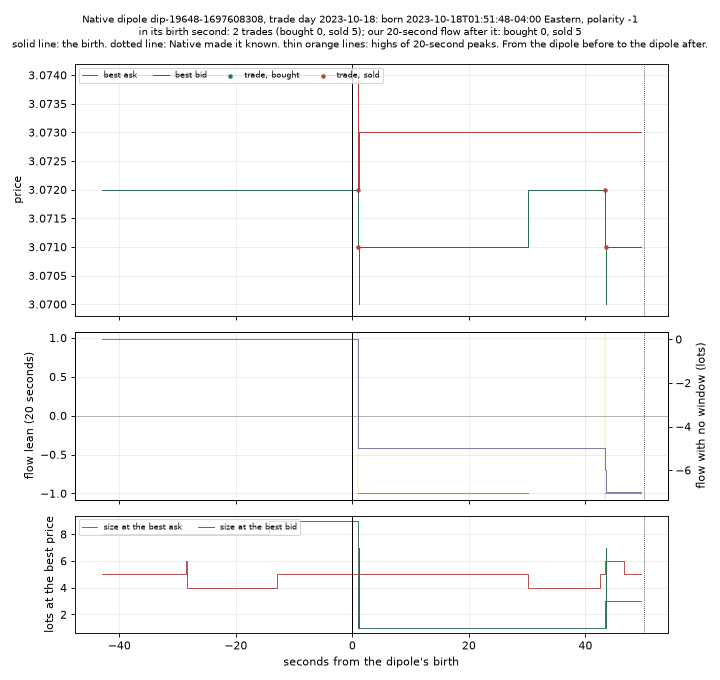 Native dipole dip-19648-1697608308, trade day 2023-10-18: born 2023-10-18T01:51:48-04:00 Eastern, polarity -1
in its birth second: 2 trades (bought 0, sold 5); our 20-second flow after it: bought 0, sold 5
solid line: the birth. dotted line: Native made it known. thin orange lines: highs of 20-second peaks. From the dipole before to the dipole after.
best ask best bid trade, bought trade, sold
3.0740
3.0735
3.0730
3.0725
3.0720
3.0715
3.0710
3.0705
3.0700
price
1.0
0.5
0.0
−0.5
−1.0
flow lean (20 seconds)
0
−2
−4
−6
flow with no window (lots)
size at the best ask size at the best bid
8
6
4
2
lots at the best price
−40 −20 0 20 40
seconds from the dipole's birth